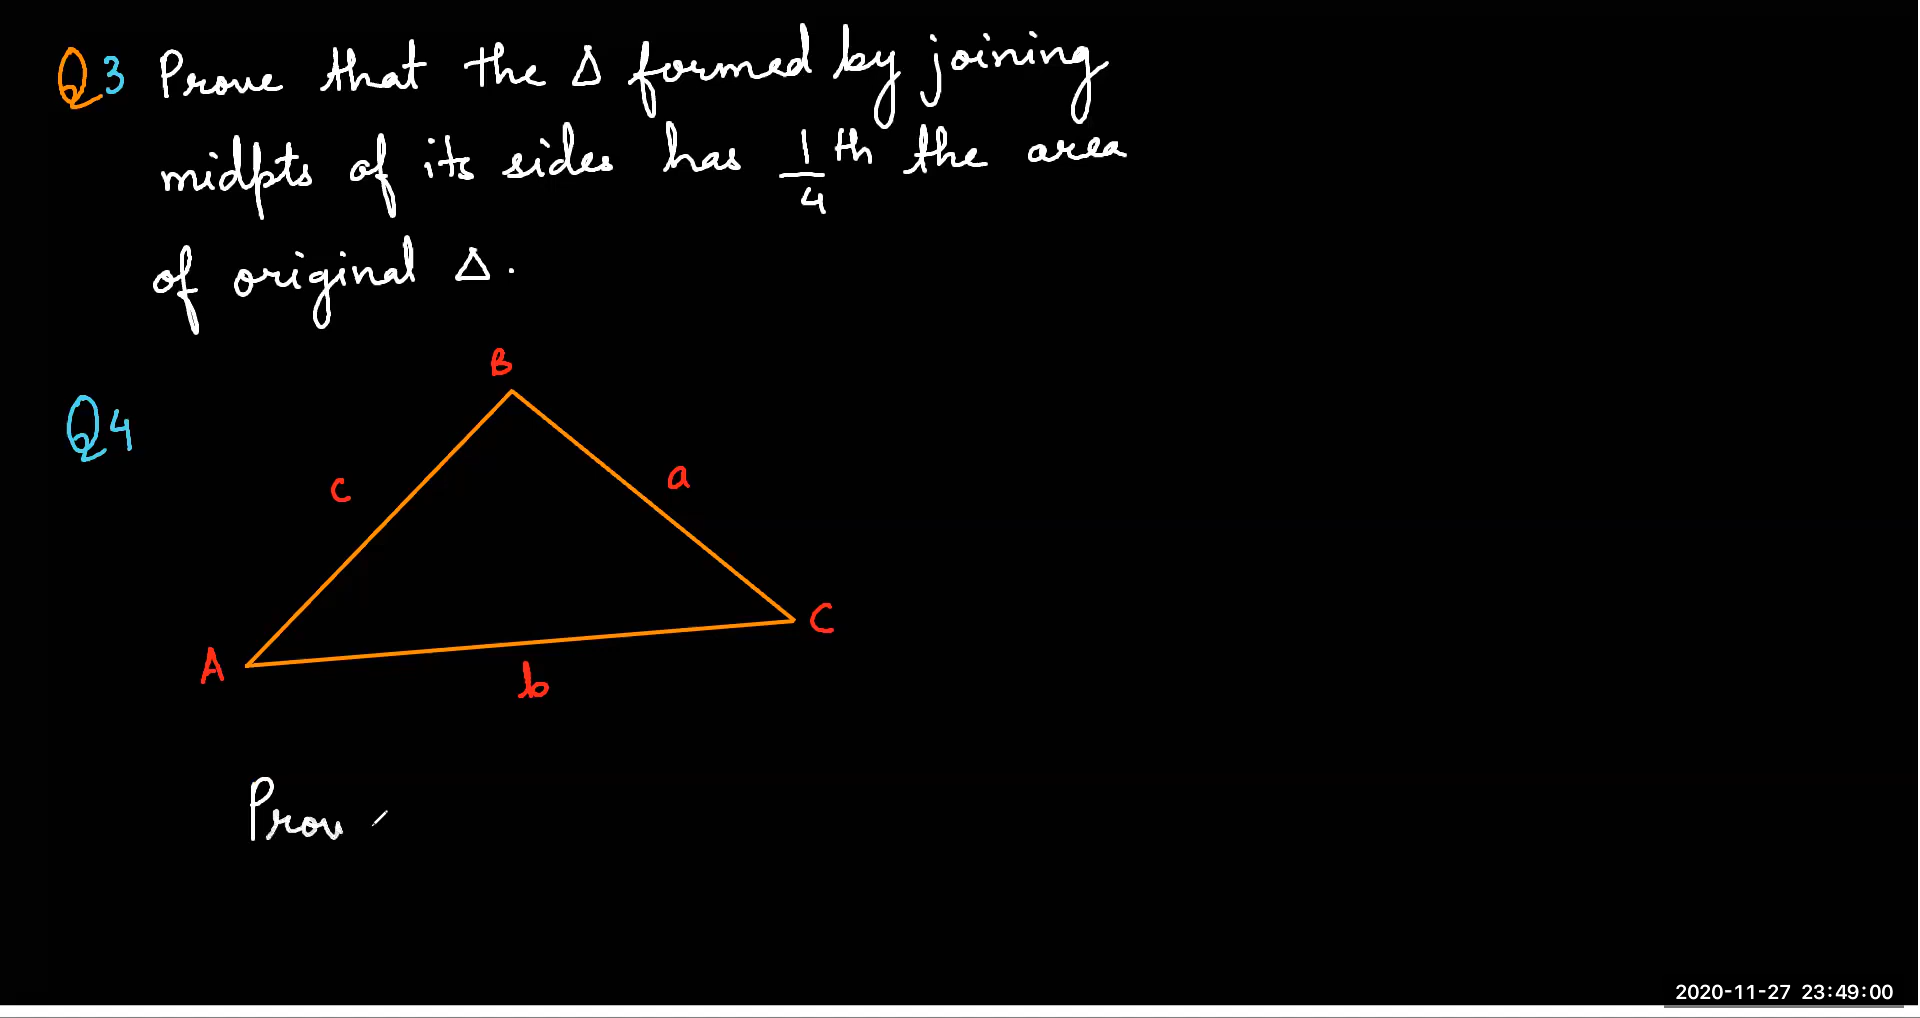 Q3 Prove that the Δ formed by joining
midpts of its sides has 1/4 th the area
of original Δ.
Q4
B
c
a
A
b
C
Prov
2020-11-27 23:49:00